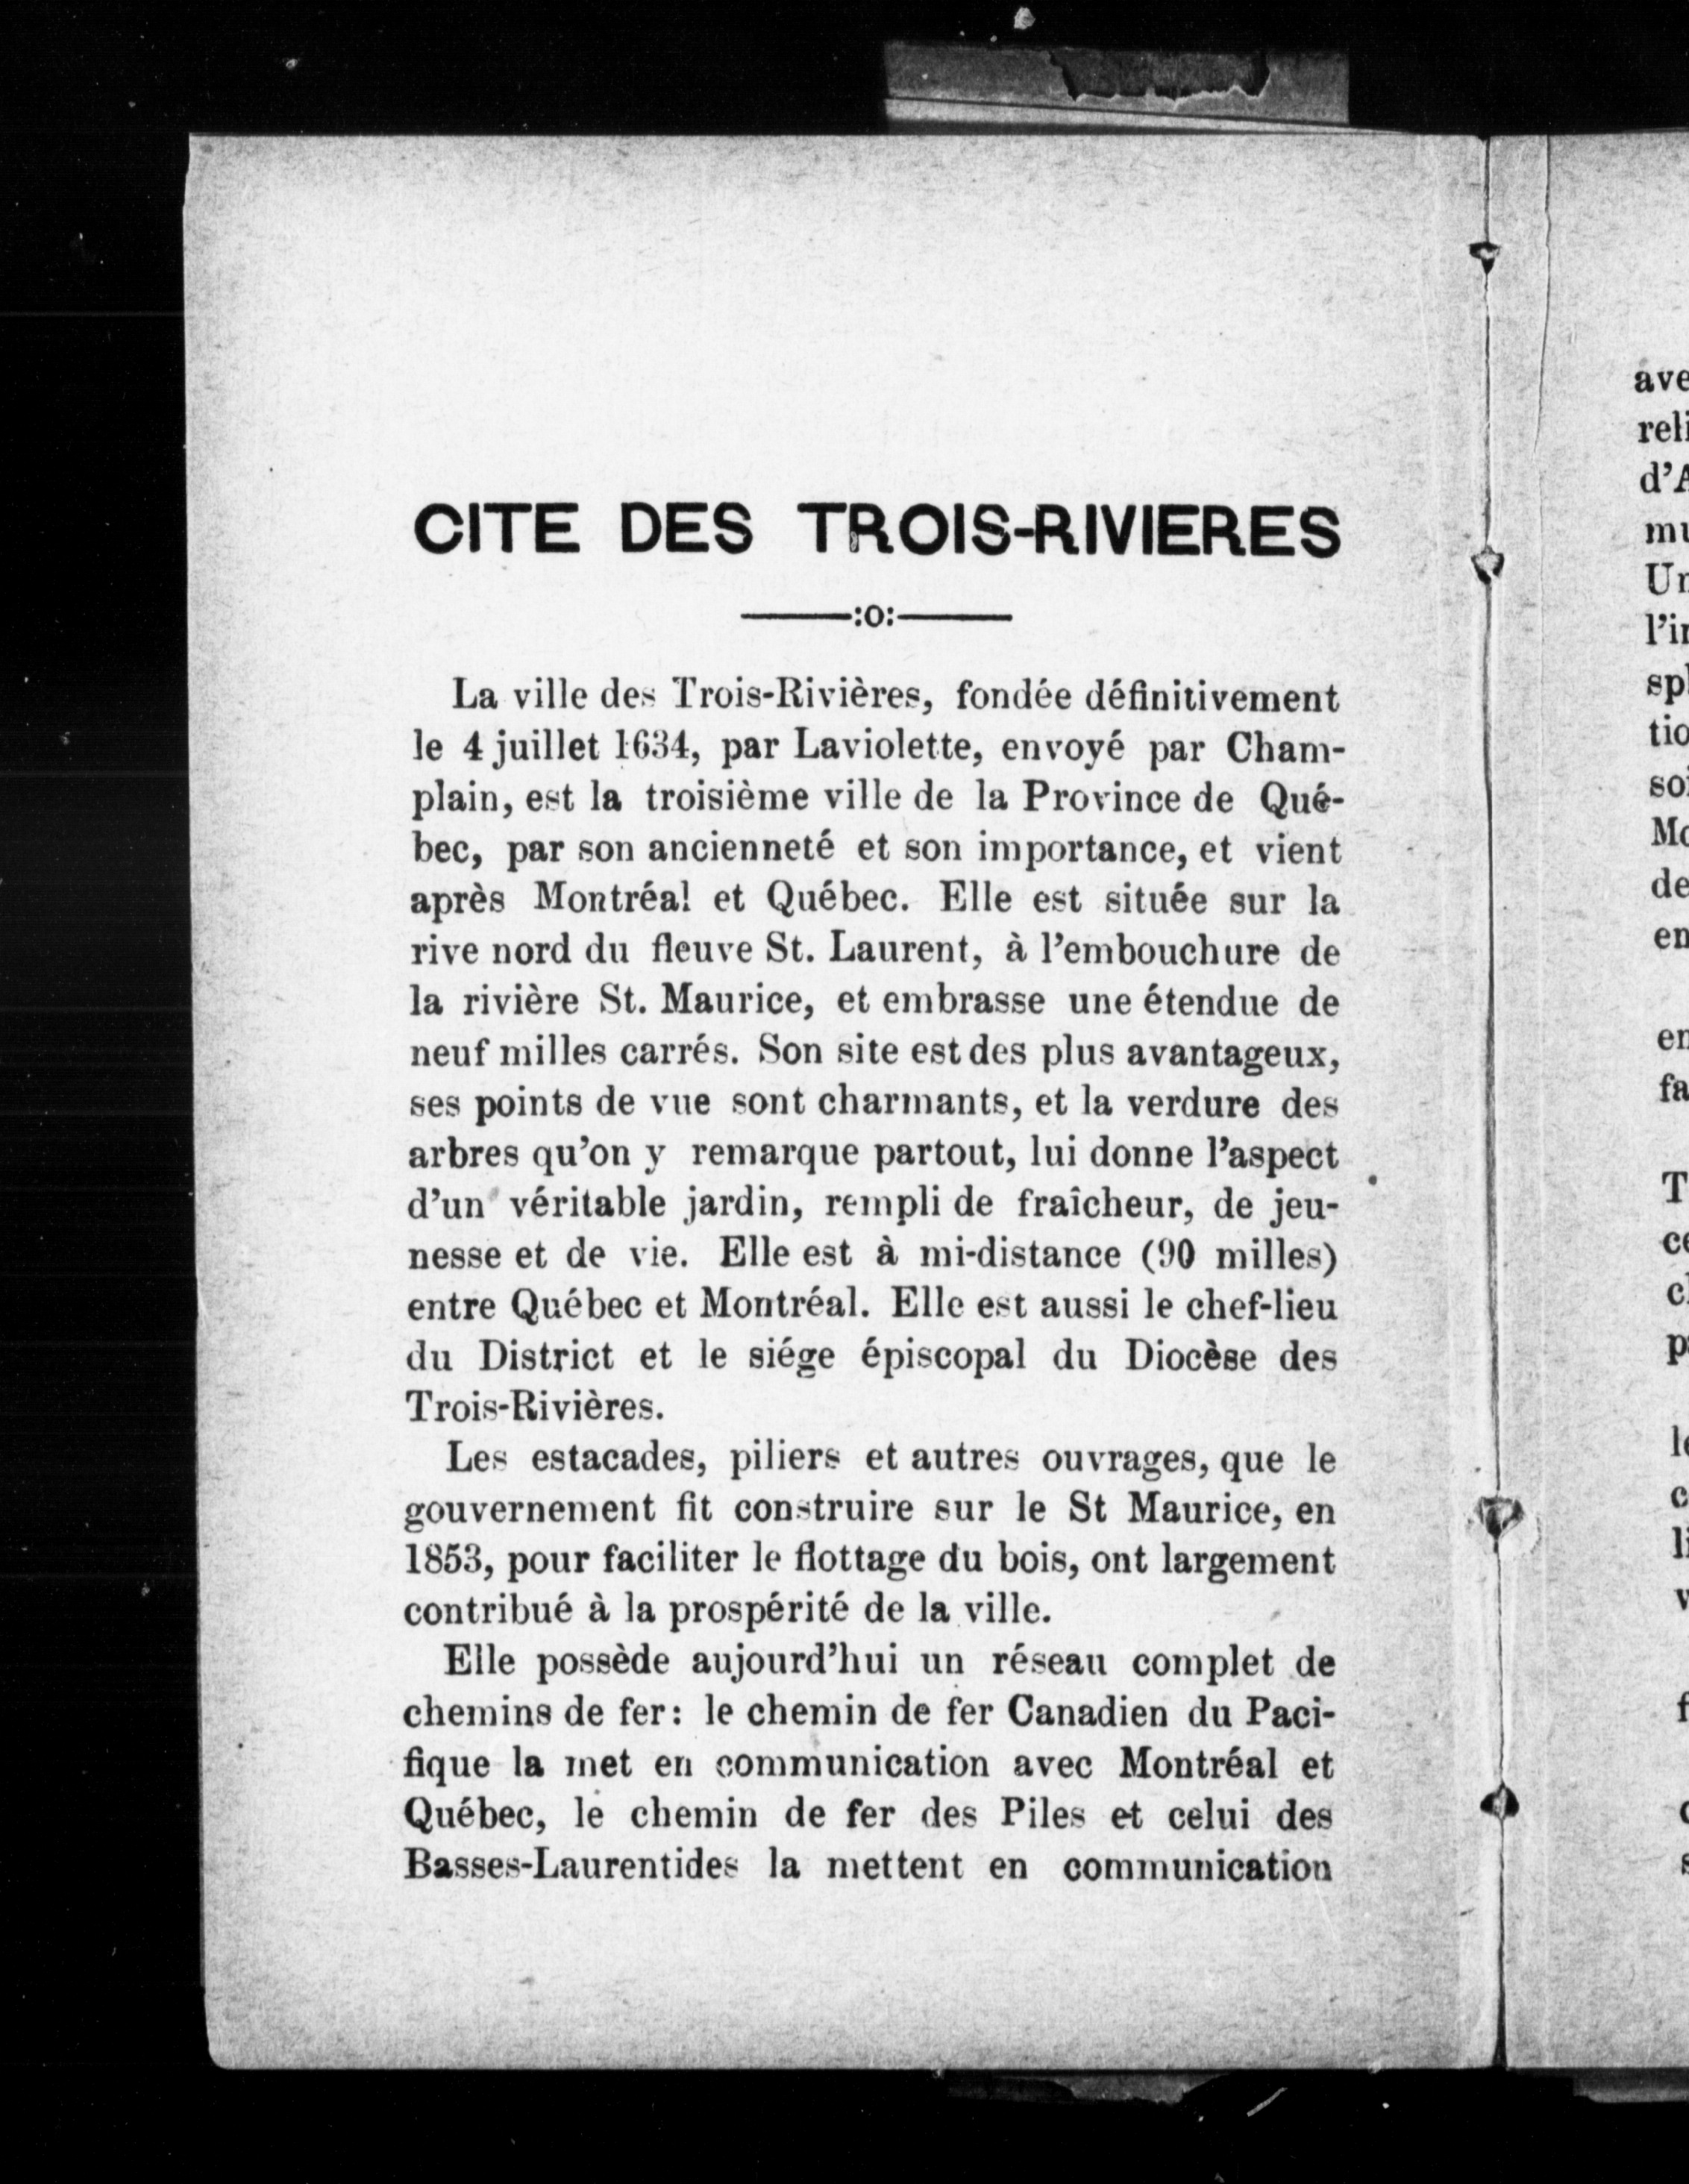 CITE DES TROIS-RIVIERES
:o:
La ville des Trois-Rivières, fondée définitivement
le 4 juillet 1634, par Laviolette, envoyé par Cham-
plain, est la troisième ville de la Province de Qué-
bec, par son ancienneté et son importance, et vient
après Montréal et Québec. Elle est située sur la
rive nord du fleuve St. Laurent, à l'embouchure de
la rivière St. Maurice, et embrasse une étendue de
neuf milles carrés. Son site est des plus avantageux,
ses points de vue sont charmants, et la verdure des
arbres qu'on y remarque partout, lui donne l'aspect
d'un véritable jardin, rempli de fraîcheur, de jeu-
nesse et de vie. Elle est à mi-distance (90 milles)
entre Québec et Montréal. Elle est aussi le chef-lieu
du District et le siége épiscopal du Diocèse des
Trois-Rivières.
Les estacades, piliers et autres ouvrages, que le
gouvernement fit construire sur le St Maurice, en
1853, pour faciliter le flottage du bois, ont largement
contribué à la prospérité de la ville.
Elle possède aujourd'hui un réseau complet de
chemins de fer: le chemin de fer Canadien du Paci-
fique la met en communication avec Montréal et
Québec, le chemin de fer des Piles et celui des
Basses-Laurentides la mettent en communication